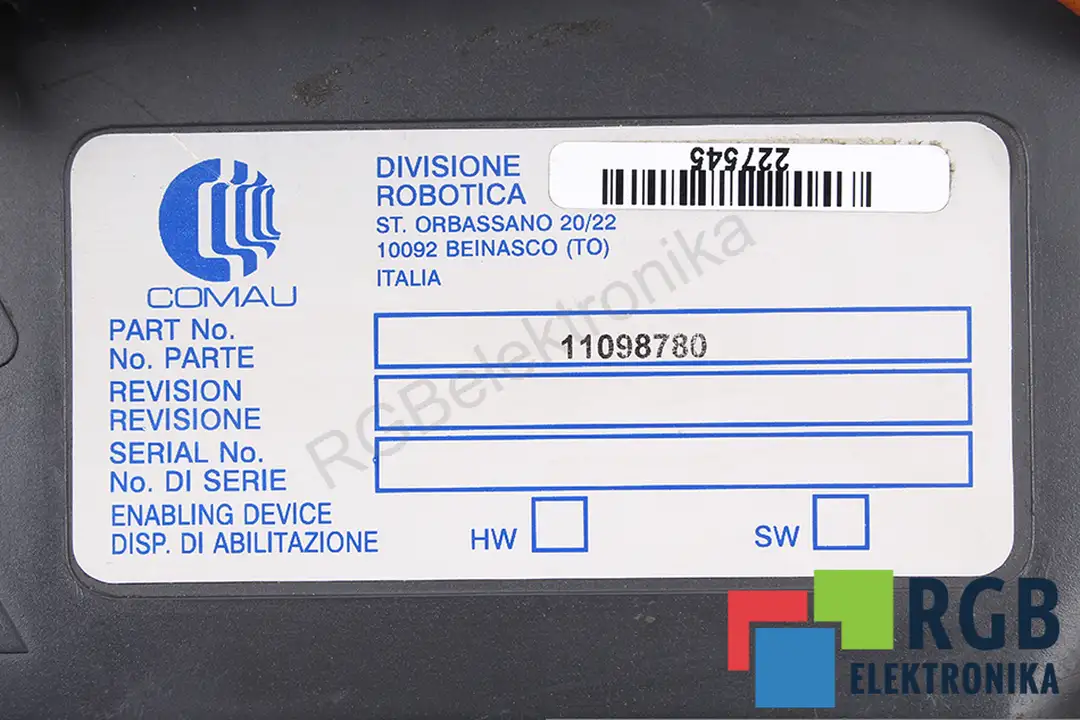 DIVISIONE
ROBOTICA
ST. ORBASSANO 20/22
10092 BEINASCO (TO)
ITALIA
227545
COMAU
PART No.
No. PARTE
11098780
REVISION
REVISIONE
SERIAL No.
No. DI SERIE
ENABLING DEVICE
DISP. DI ABILITAZIONE
HW
SW
RGBelektronika
RGB
ELEKTRONIKA